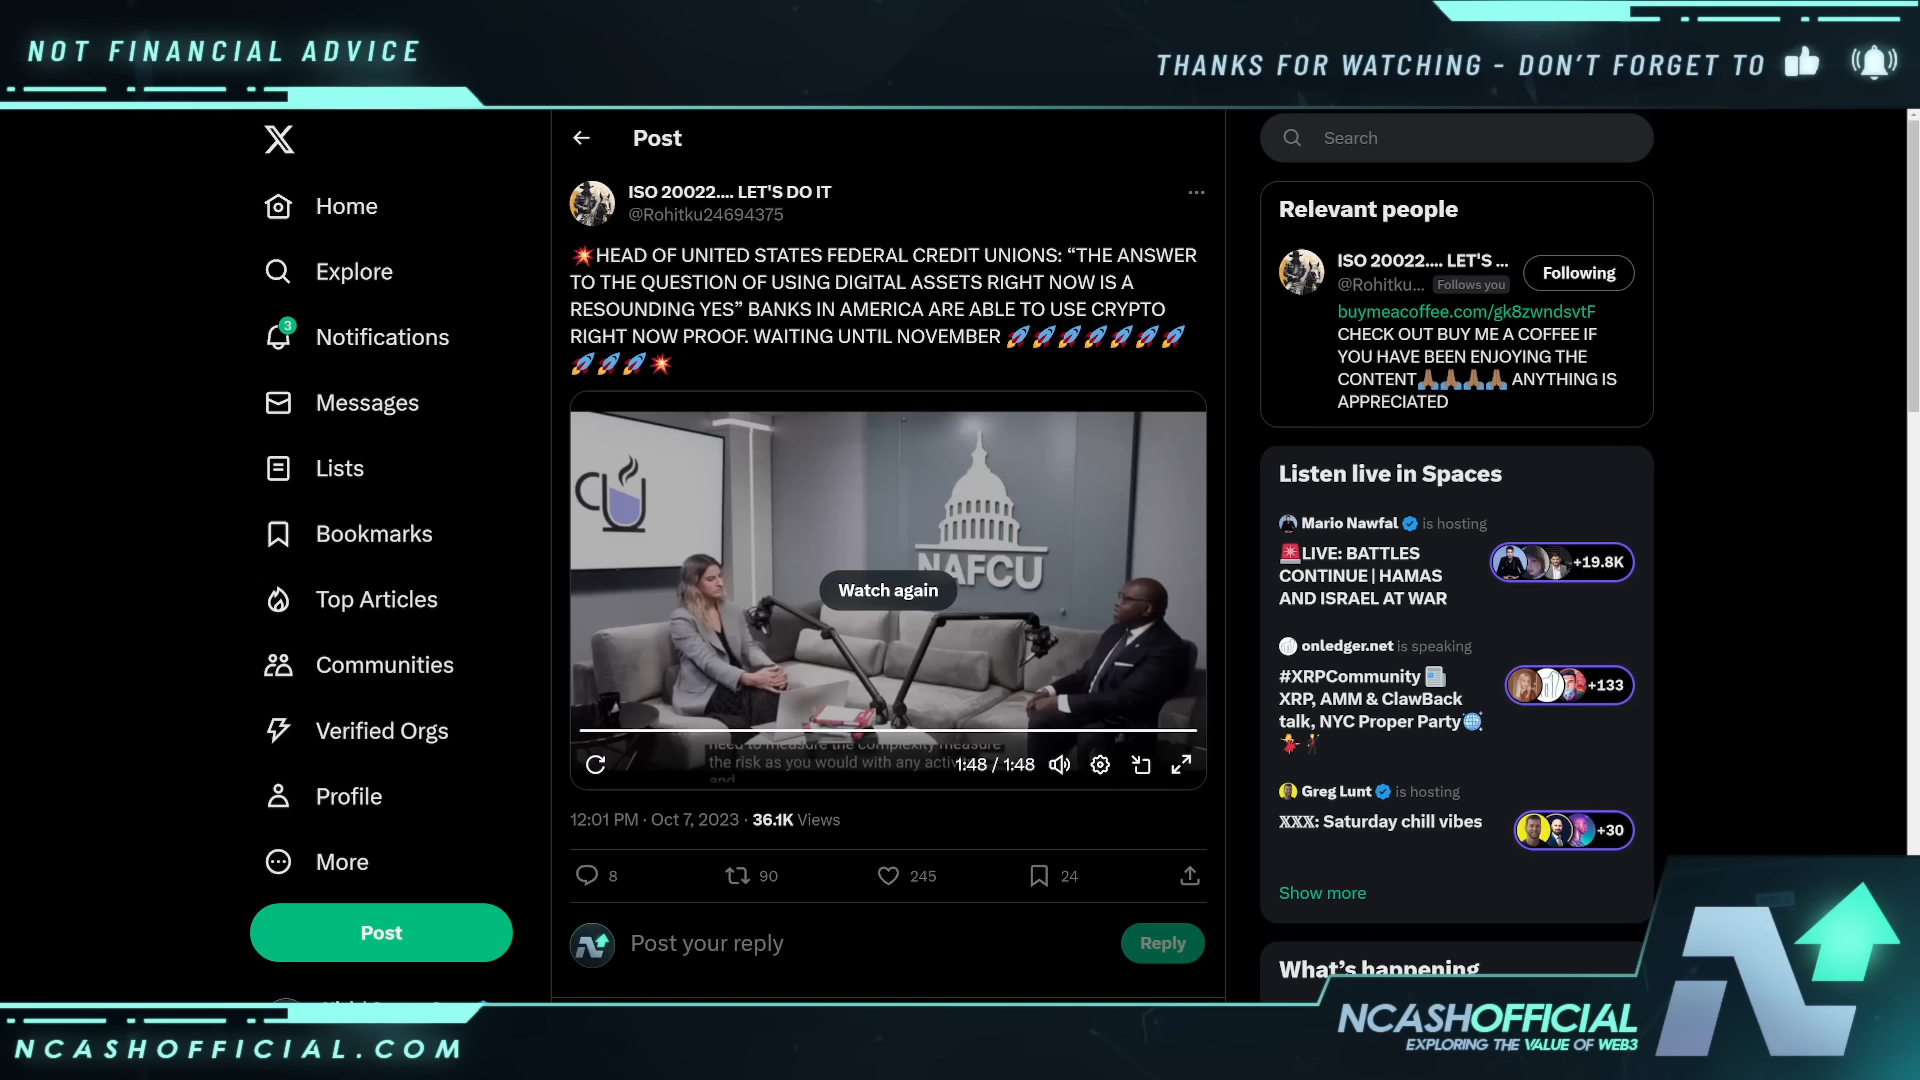 NOT FINANCIAL ADVICE
THANKS FOR WATCHING - DON'T FORGET TO
Post
Search
ISO 20022.... LET'S DO IT
@Rohitku24694375
💥HEAD OF UNITED STATES FEDERAL CREDIT UNIONS: “THE ANSWER
TO THE QUESTION OF USING DIGITAL ASSETS RIGHT NOW IS A
RESOUNDING YES” BANKS IN AMERICA ARE ABLE TO USE CRYPTO
RIGHT NOW PROOF. WAITING UNTIL NOVEMBER 🚀🚀🚀🚀🚀🚀🚀
🚀🚀🚀💥
CU
NAFCU
Watch again
need to measure the complexity measure
the risk as you would with any activ
and
1:48 / 1:48
12:01 PM · Oct 7, 2023 · 36.1K Views
8
90
245
24
Post your reply
Reply
Home
Explore
3
Notifications
Messages
Lists
Bookmarks
Top Articles
Communities
Verified Orgs
Profile
More
Post
Relevant people
ISO 20022.... LET'S ...
@Rohitku... Follows you
Following
buymeacoffee.com/gk8zwndsvtF
CHECK OUT BUY ME A COFFEE IF
YOU HAVE BEEN ENJOYING THE
CONTENT🙏🏾🙏🏾🙏🏾🙏🏾 ANYTHING IS
APPRECIATED
Listen live in Spaces
Mario Nawfal is hosting
🚨LIVE: BATTLES
CONTINUE | HAMAS
AND ISRAEL AT WAR
+19.8K
onledger.net is speaking
#XRPCommunity 📰
XRP, AMM & ClawBack
talk, NYC Proper Party🌐
💃🕺
+133
Greg Lunt is hosting
XXX: Saturday chill vibes
+30
Show more
What's happening
NCASHOFFICIAL.COM
NCASHOFFICIAL
EXPLORING THE VALUE OF WEB3